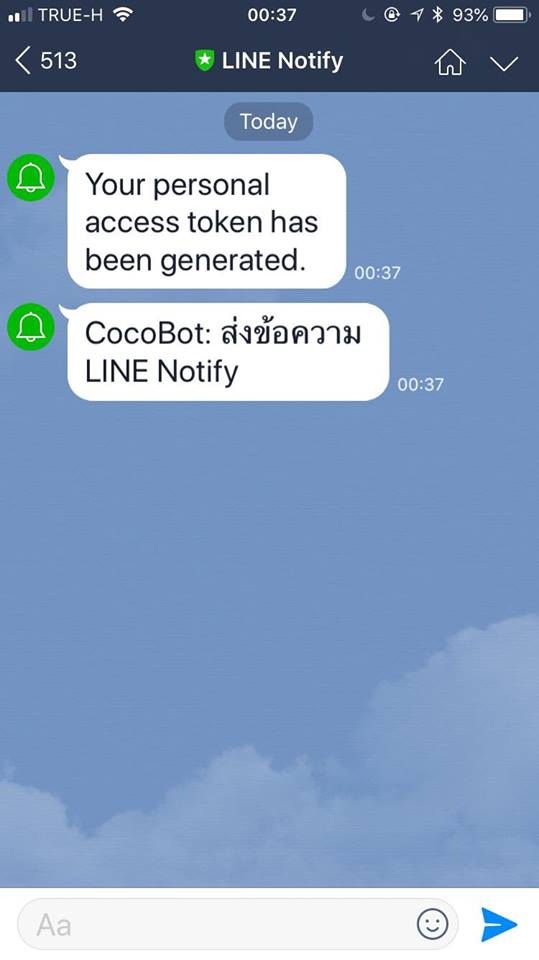 TRUE-H 00:37 93%
513 LINE Notify
Today
Your personal
access token has
been generated.
00:37
CocoBot: ส่งข้อความ
LINE Notify
00:37
Aa